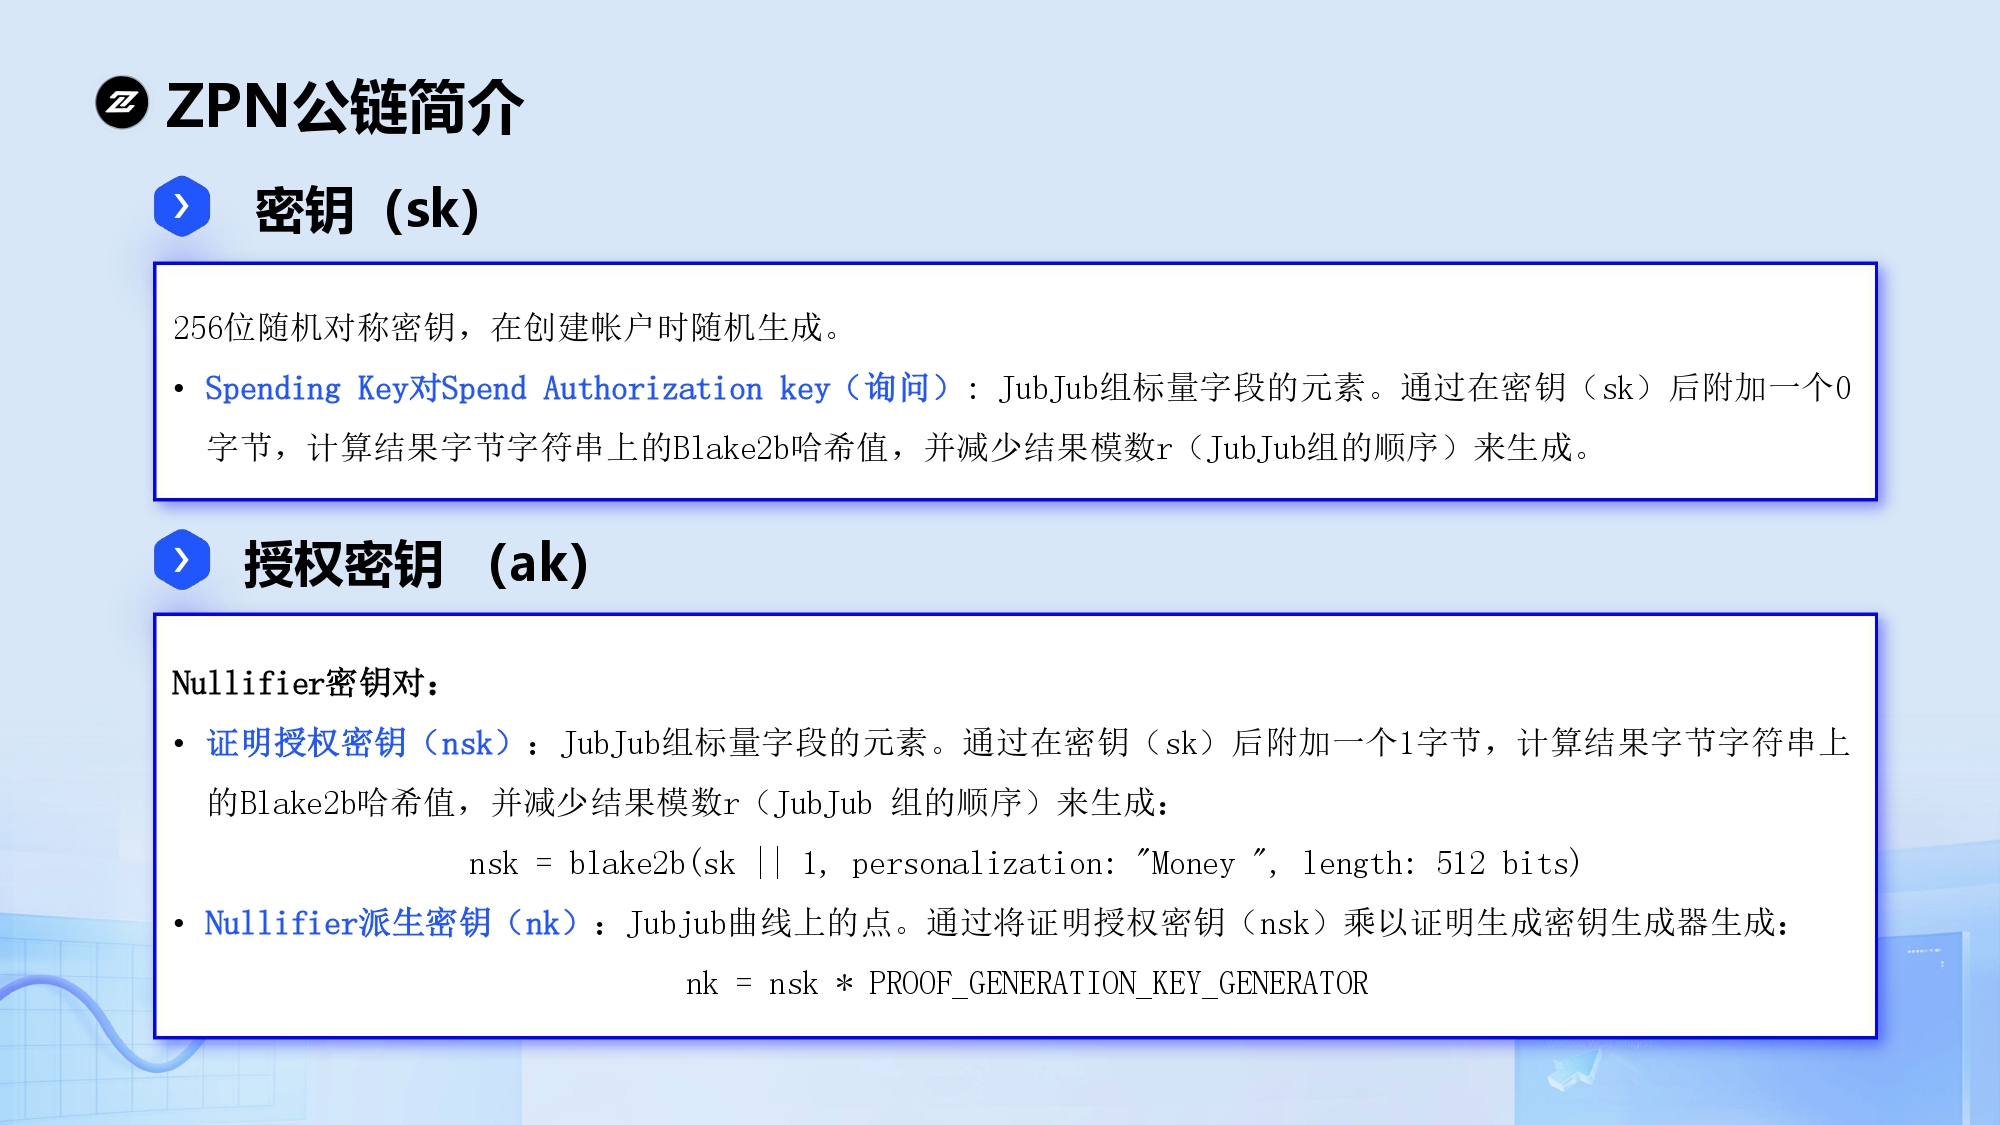 ZPN公链简介
密钥（sk）
256位随机对称密钥，在创建帐户时随机生成。
• Spending Key对Spend Authorization key（询问）：JubJub组标量字段的元素。通过在密钥（sk）后附加一个0
字节，计算结果字节字符串上的Blake2b哈希值，并减少结果模数r（JubJub组的顺序）来生成。
授权密钥 （ak）
Nullifier密钥对：
• 证明授权密钥（nsk）：JubJub组标量字段的元素。通过在密钥（sk）后附加一个1字节，计算结果字节字符串上
的Blake2b哈希值，并减少结果模数r（JubJub 组的顺序）来生成：
nsk = blake2b(sk || 1, personalization: "Money ", length: 512 bits)
• Nullifier派生密钥（nk）：Jubjub曲线上的点。通过将证明授权密钥（nsk）乘以证明生成密钥生成器生成：
nk = nsk * PROOF_GENERATION_KEY_GENERATOR